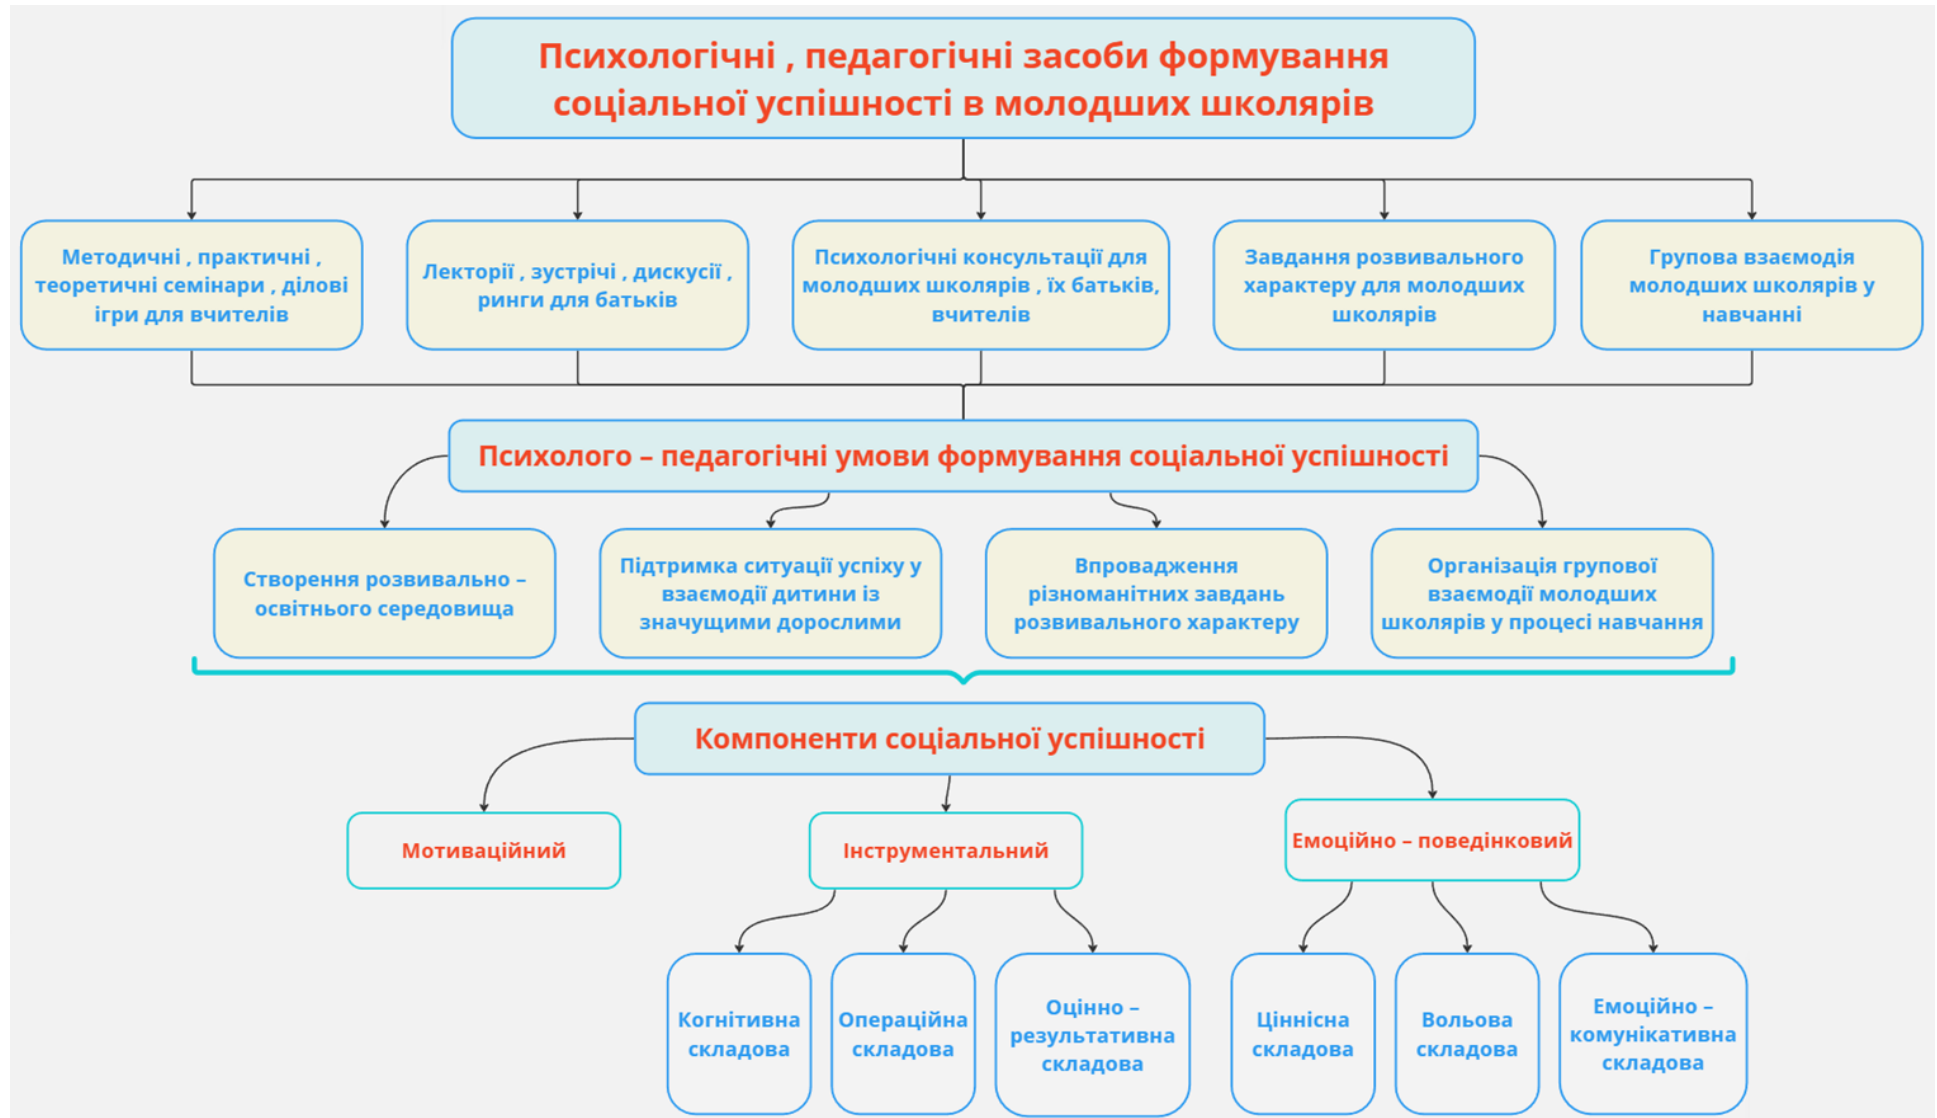 Психологічні , педагогічні засоби формування
соціальної успішності в молодших школярів
Методичні , практичні ,
теоретичні семінари , ділові
ігри для вчителів
Лекторії , зустрічі , дискусії ,
ринги для батьків
Психологічні консультації для
молодших школярів , їх батьків,
вчителів
Завдання розвивального
характеру для молодших
школярів
Групова взаємодія
молодших школярів у
навчанні
Психолого – педагогічні умови формування соціальної успішності
Створення розвивально –
освітнього середовища
Підтримка ситуації успіху у
взаємодії дитини із
значущими дорослими
Впровадження
різноманітних завдань
розвивального характеру
Організація групової
взаємодії молодших
школярів у процесі навчання
Компоненти соціальної успішності
Мотиваційний
Інструментальний
Емоційно – поведінковий
Когнітивна
складова
Операційна
складова
Оцінно –
результативна
складова
Ціннісна
складова
Вольова
складова
Емоційно –
комунікативна
складова